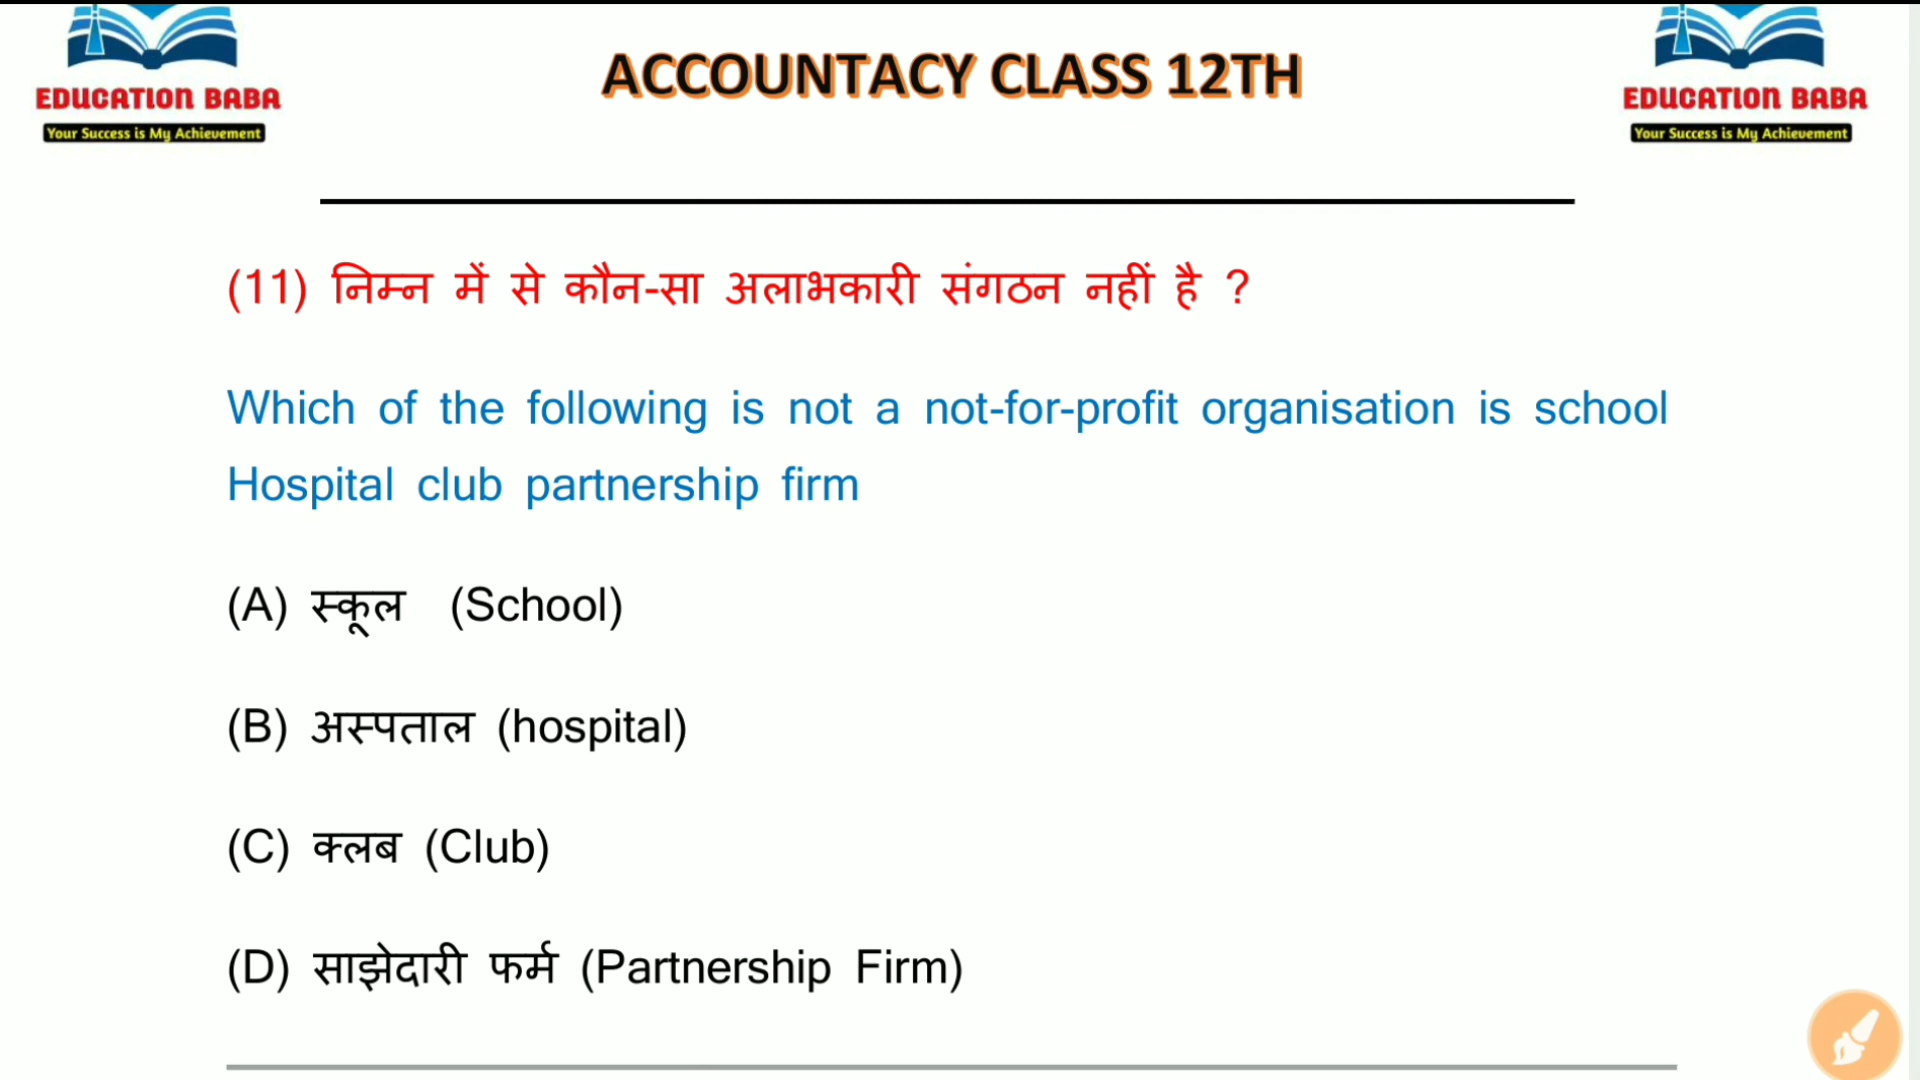 EDUCATION BABA
Your Success is My Achievement
ACCOUNTACY CLASS 12TH
EDUCATION BABA
Your Success is My Achievement
(11) निम्न में से कौन-सा अलाभकारी संगठन नहीं है ?
Which of the following is not a not-for-profit organisation is school
Hospital club partnership firm
(A) स्कूल (School)
(B) अस्पताल (hospital)
(C) क्लब (Club)
(D) साझेदारी फर्म (Partnership Firm)